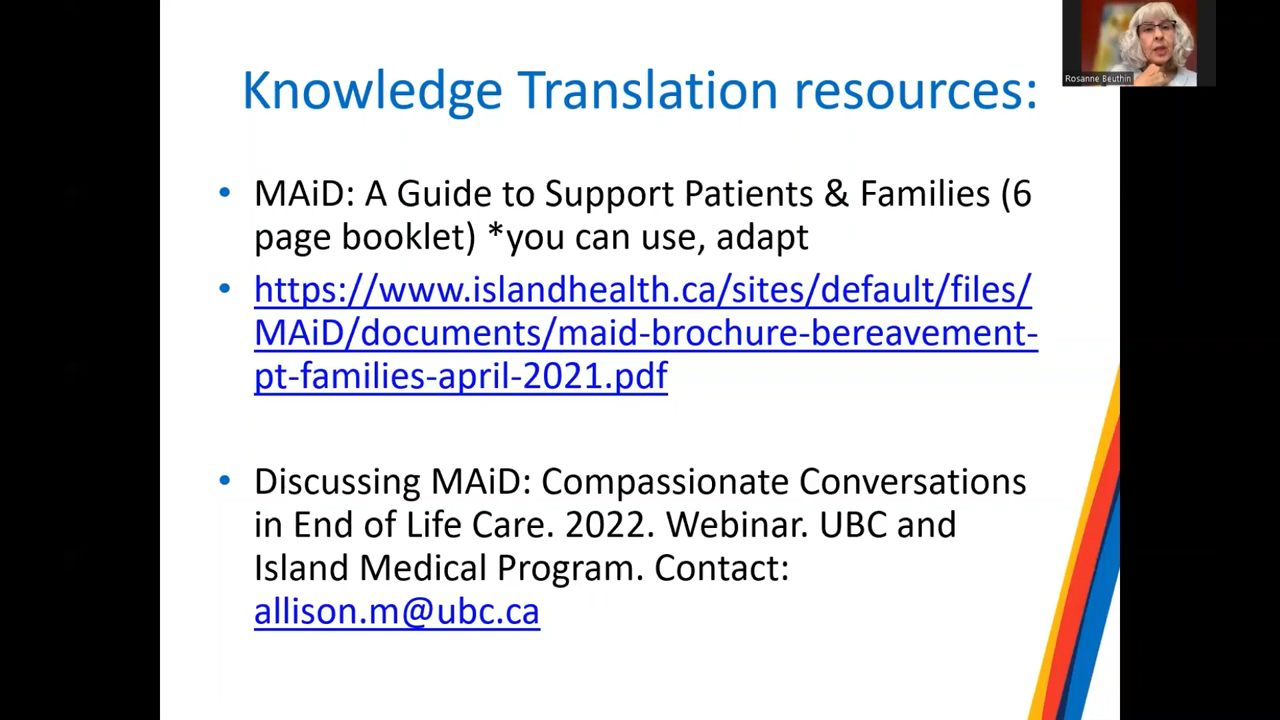 Knowledge Translation resources:
Rosanne Beuthin
• MAiD: A Guide to Support Patients & Families (6
page booklet) *you can use, adapt
• https://www.islandhealth.ca/sites/default/files/
MAiD/documents/maid-brochure-bereavement-
pt-families-april-2021.pdf
• Discussing MAiD: Compassionate Conversations
in End of Life Care. 2022. Webinar. UBC and
Island Medical Program. Contact:
allison.m@ubc.ca